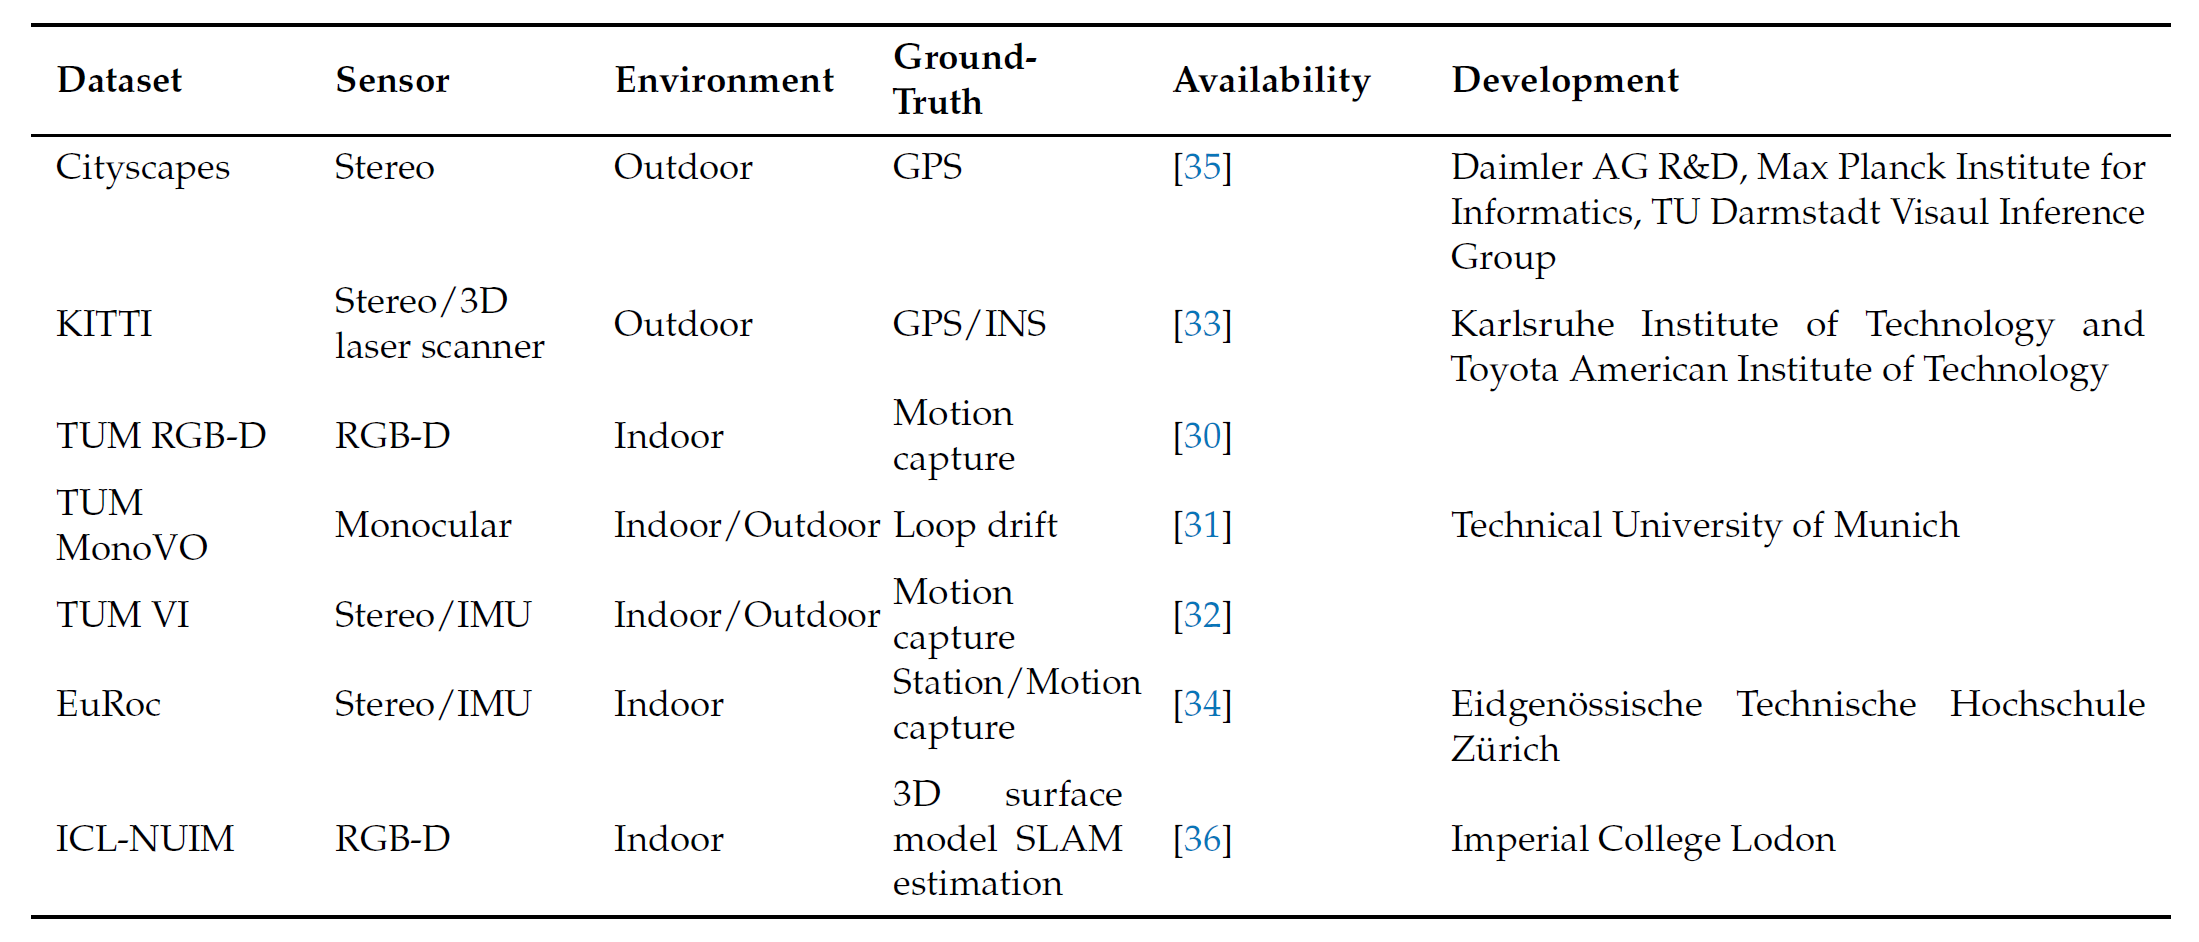 Dataset Sensor Environment Ground-Truth Availability Development
Cityscapes Stereo Outdoor GPS [35] Daimler AG R&D, Max Planck Institute for
Informatics, TU Darmstadt Visaul Inference
Group
KITTI Stereo/3D
laser scanner Outdoor GPS/INS [33] Karlsruhe Institute of Technology and
Toyota American Institute of Technology
TUM RGB-D RGB-D Indoor Motion
capture [30]
TUM
MonoVO Monocular Indoor/Outdoor Loop drift [31] Technical University of Munich
TUM VI Stereo/IMU Indoor/Outdoor Motion
capture [32]
EuRoc Stereo/IMU Indoor Station/Motion
capture [34] Eidgenössische Technische Hochschule
Zürich
ICL-NUIM RGB-D Indoor 3D surface
model SLAM
estimation [36] Imperial College Lodon